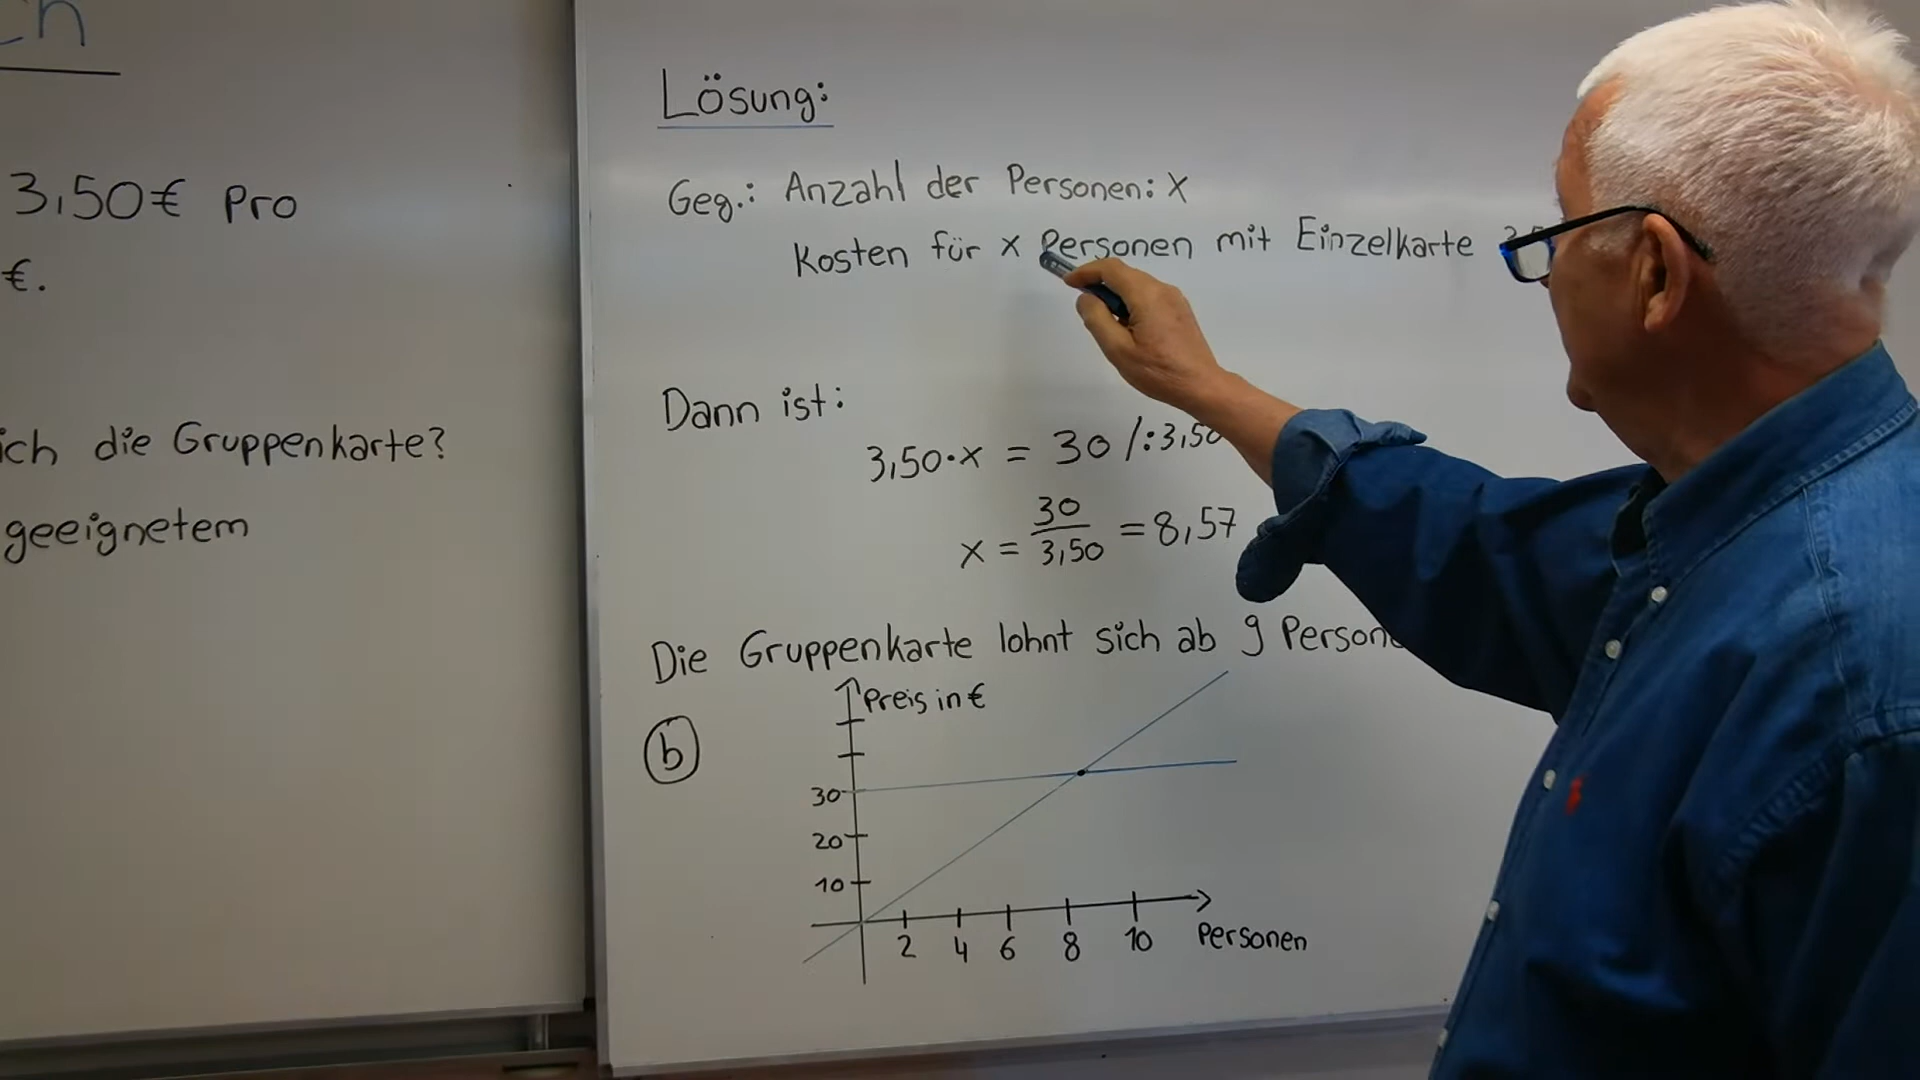 3,50€ pro
€.
ich die Gruppenkarte?
geeignetem
Lösung:
Geg.: Anzahl der Personen: x
Kosten für x Personen mit Einzelkarte
Dann ist:
3,50·x = 30 /:3,50
x = 30/3,50 = 8,57
Die Gruppenkarte lohnt sich ab 9 Persone
b
Preis in €
30
20
10
2 4 6 8 10 Personen